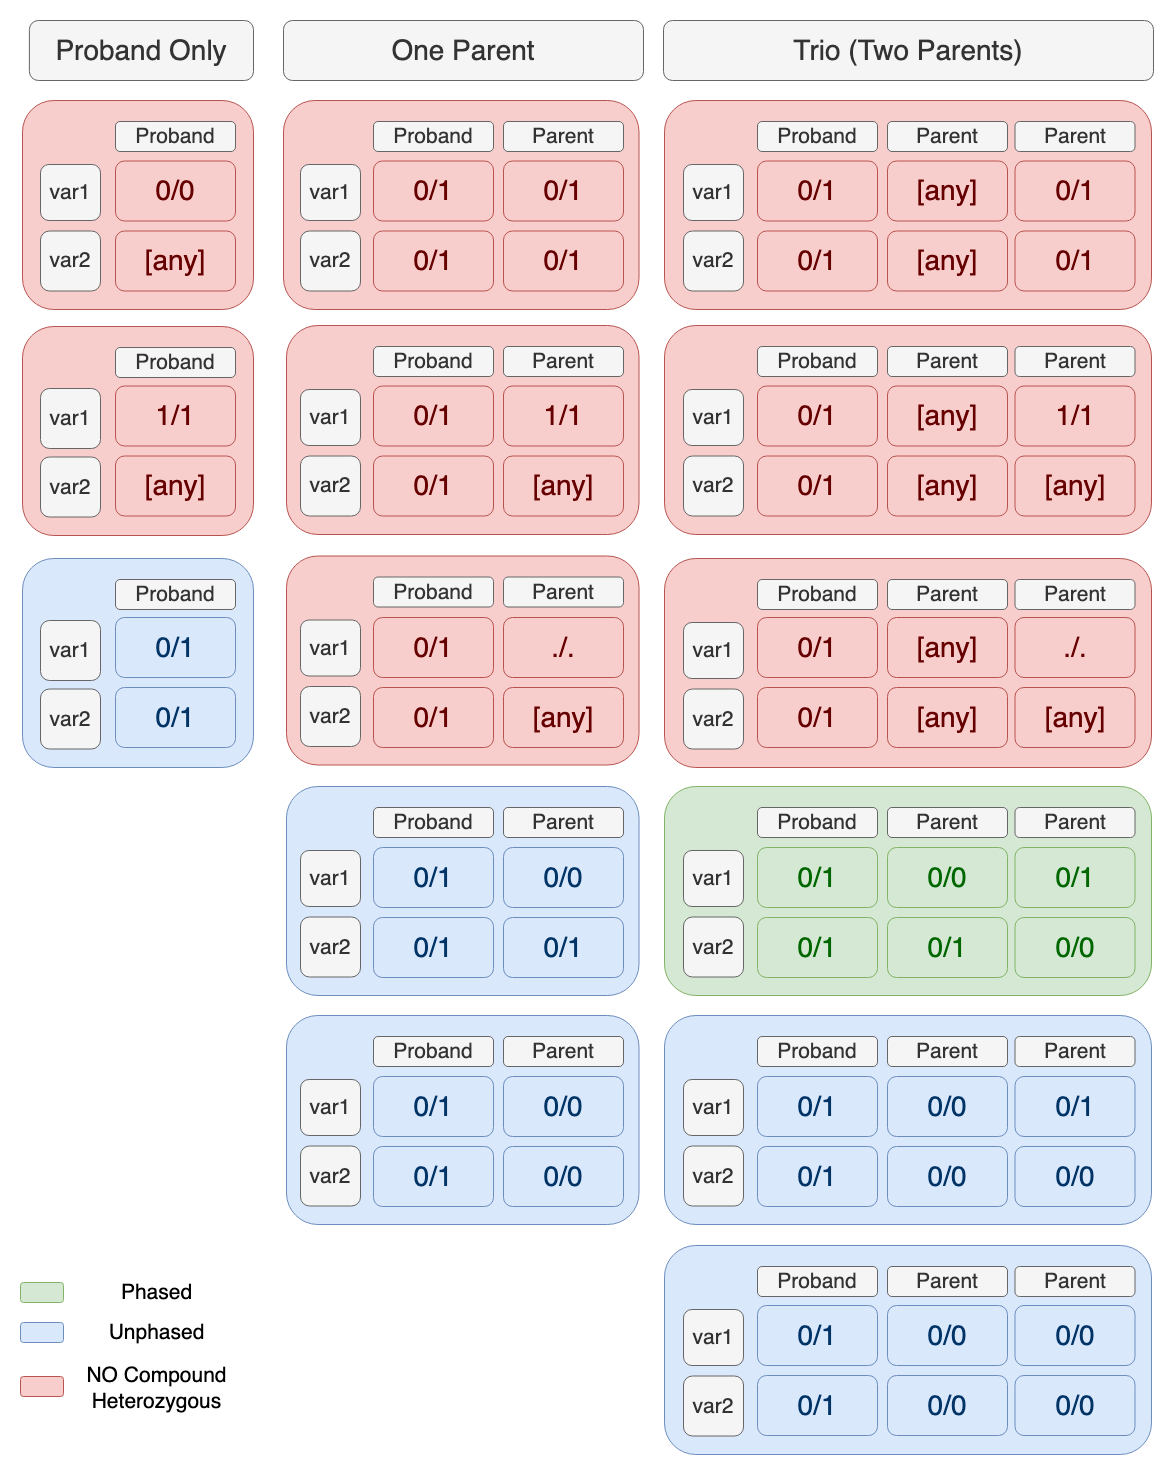 Proband Only
One Parent
Trio (Two Parents)
Proband
var1 0/0
var2 [any]
Proband Parent
var1 0/1 0/1
var2 0/1 0/1
Proband Parent Parent
var1 0/1 [any] 0/1
var2 0/1 [any] 0/1
Proband
var1 1/1
var2 [any]
Proband Parent
var1 0/1 1/1
var2 0/1 [any]
Proband Parent Parent
var1 0/1 [any] 1/1
var2 0/1 [any] [any]
Proband
var1 0/1
var2 0/1
Proband Parent
var1 0/1 ./.
var2 0/1 [any]
Proband Parent Parent
var1 0/1 [any] ./.
var2 0/1 [any] [any]
Proband Parent
var1 0/1 0/0
var2 0/1 0/1
Proband Parent Parent
var1 0/1 0/0 0/1
var2 0/1 0/1 0/0
Proband Parent
var1 0/1 0/0
var2 0/1 0/0
Proband Parent Parent
var1 0/1 0/0 0/1
var2 0/1 0/0 0/0
Proband Parent Parent
var1 0/1 0/0 0/0
var2 0/1 0/0 0/0
Phased
Unphased
NO Compound
Heterozygous